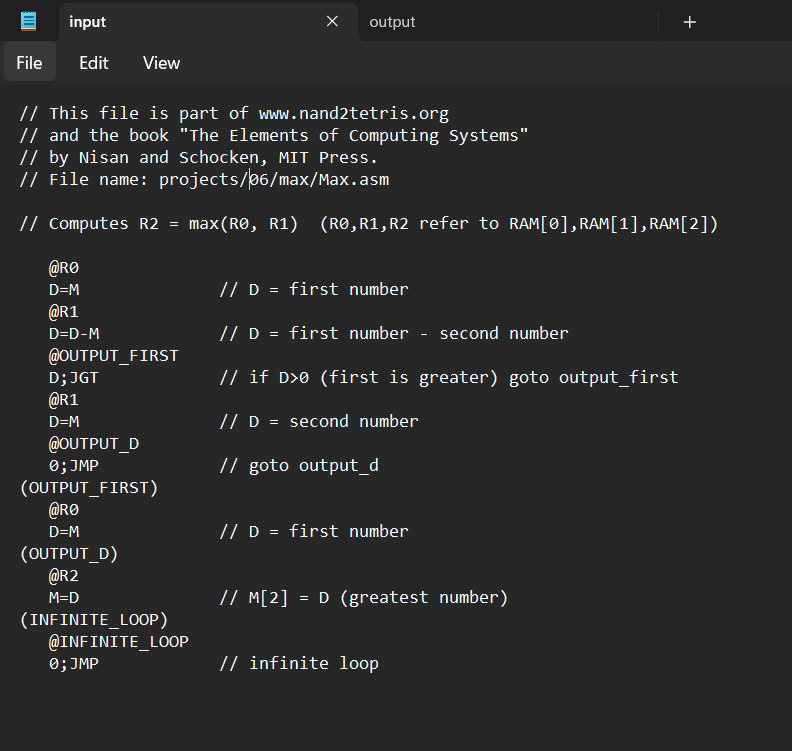 input × output +
File Edit View
// This file is part of www.nand2tetris.org
// and the book "The Elements of Computing Systems"
// by Nisan and Schocken, MIT Press.
// File name: projects/06/max/Max.asm

// Computes R2 = max(R0, R1)  (R0,R1,R2 refer to RAM[0],RAM[1],RAM[2])

   @R0
   D=M              // D = first number
   @R1
   D=D-M            // D = first number - second number
   @OUTPUT_FIRST
   D;JGT            // if D>0 (first is greater) goto output_first
   @R1
   D=M              // D = second number
   @OUTPUT_D
   0;JMP            // goto output_d
(OUTPUT_FIRST)
   @R0
   D=M              // D = first number
(OUTPUT_D)
   @R2
   M=D              // M[2] = D (greatest number)
(INFINITE_LOOP)
   @INFINITE_LOOP
   0;JMP            // infinite loop